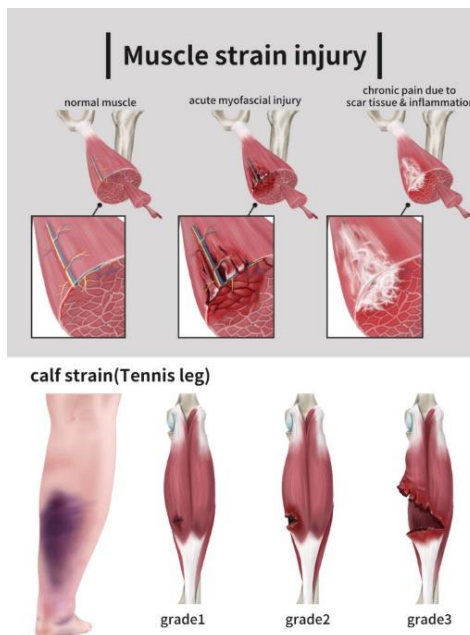 Muscle strain injury
normal muscle
acute myofascial injury
chronic pain due to
scar tissue & inflammation
calf strain(Tennis leg)
grade1
grade2
grade3